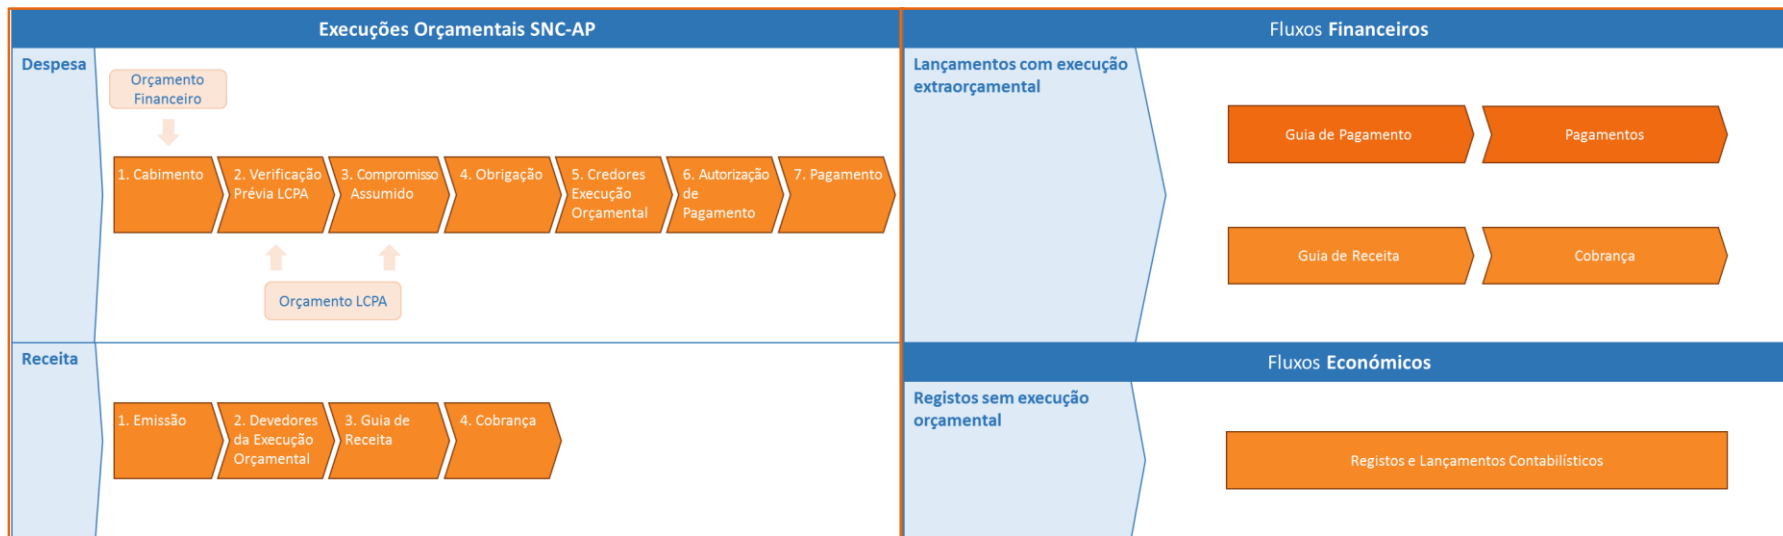 Execuções Orçamentais SNC-AP
Despesa
Orçamento
Financeiro
1. Cabimento
2. Verificação
Prévia LCPA
3. Compromisso
Assumido
4. Obrigação
5. Credores
Execução
Orçamental
6. Autorização
de
Pagamento
7. Pagamento
Orçamento LCPA
Receita
1. Emissão
2. Devedores
da Execução
Orçamental
3. Guia de
Receita
4. Cobrança
Fluxos Financeiros
Lançamentos com execução
extraorçamental
Guia de Pagamento
Pagamentos
Guia de Receita
Cobrança
Fluxos Económicos
Registos sem execução
orçamental
Registos e Lançamentos Contabilísticos